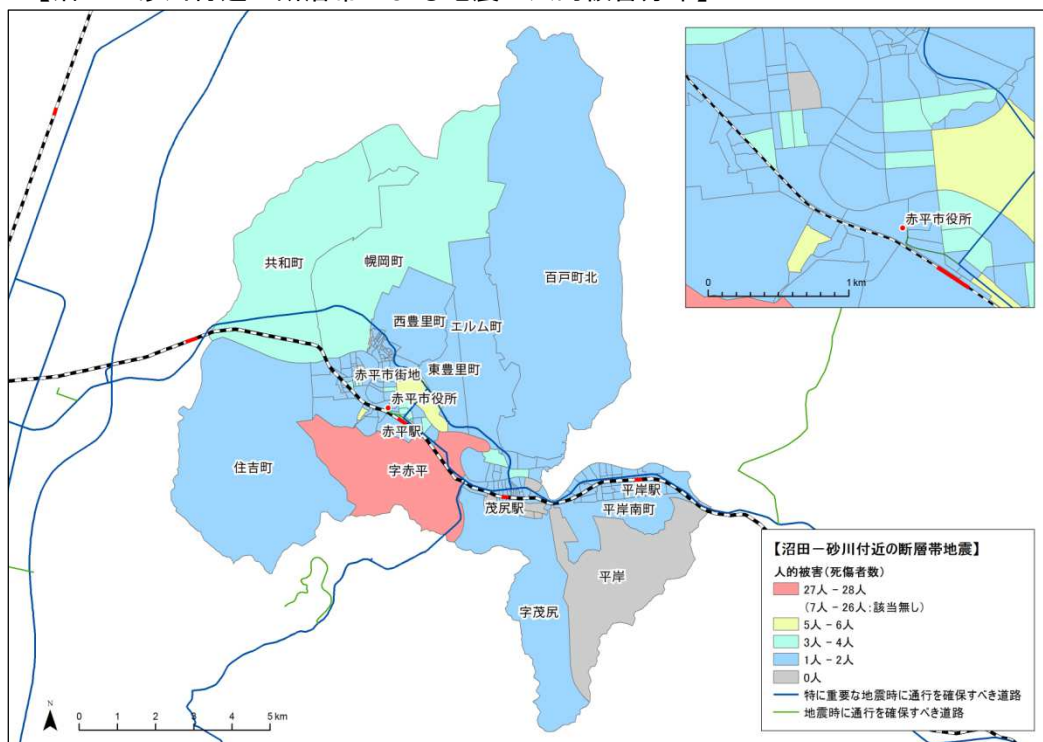 赤平市役所
0 1km
共和町
幌岡町
百戸町北
西豊里町
エルム町
赤平市街地
東豊里町
赤平市役所
赤平駅
住吉町
字赤平
茂尻駅
平岸駅
平岸南町
平岸
字茂尻
【沼田－砂川付近の断層帯地震】
人的被害(死傷者数)
27人 - 28人
(7人 - 26人:該当無し)
5人 - 6人
3人 - 4人
1人 - 2人
0人
特に重要な地震時に通行を確保すべき道路
地震時に通行を確保すべき道路
N
0 1 2 3 4 5km